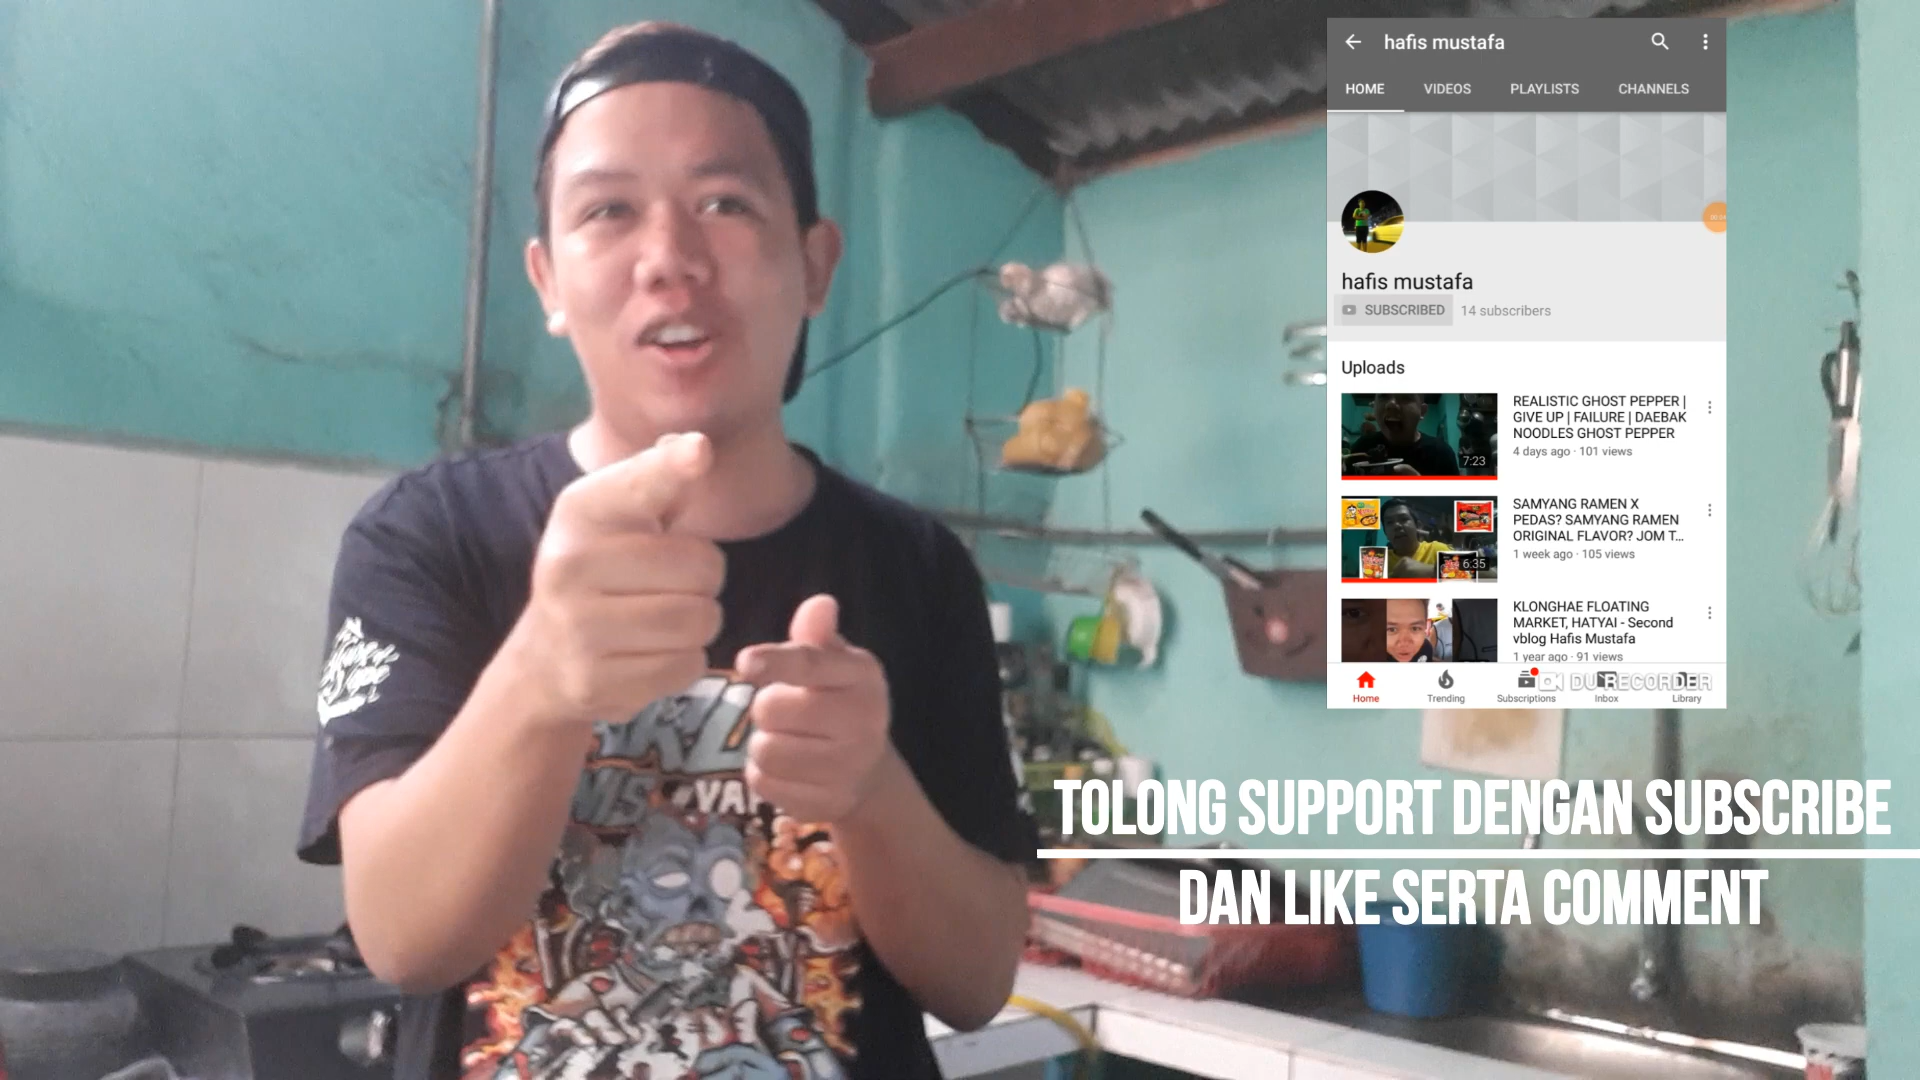 hafis mustafa
HOME VIDEOS PLAYLISTS CHANNELS
hafis mustafa
SUBSCRIBED 14 subscribers
Uploads
REALISTIC GHOST PEPPER |
GIVE UP | FAILURE | DAEBAK
NOODLES GHOST PEPPER
4 days ago · 101 views
7:23
SAMYANG RAMEN X
PEDAS? SAMYANG RAMEN
ORIGINAL FLAVOR? JOM T...
1 week ago · 105 views
6:35
KLONGHAE FLOATING
MARKET, HATYAI - Second
vblog Hafis Mustafa
1 year ago · 91 views
DU RECORDER
Home Trending Subscriptions Inbox Library
TOLONG SUPPORT DENGAN SUBSCRIBE
DAN LIKE SERTA COMMENT